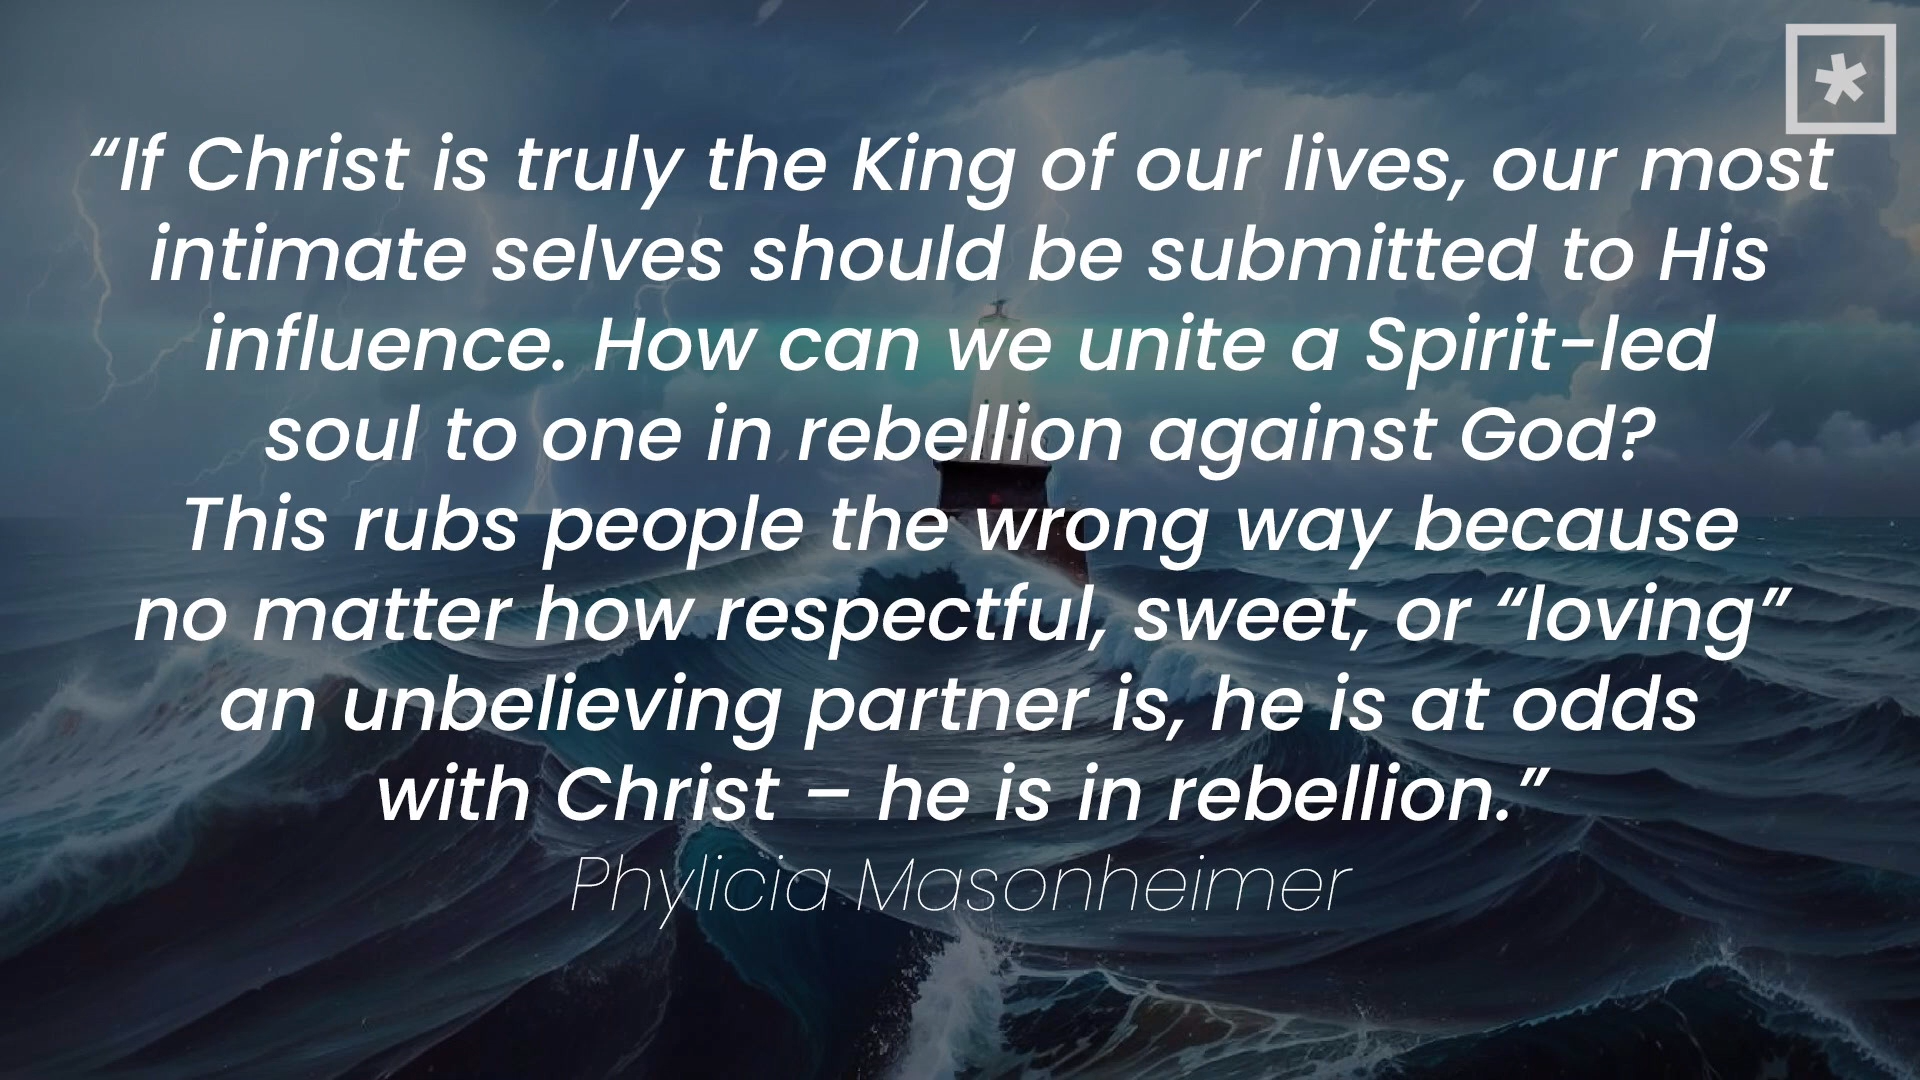 “If Christ is truly the King of our lives, our most
intimate selves should be submitted to His
influence. How can we unite a Spirit-led
soul to one in rebellion against God?
This rubs people the wrong way because
no matter how respectful, sweet, or “loving”
an unbelieving partner is, he is at odds
with Christ – he is in rebellion.”
Phylicia Masonheimer